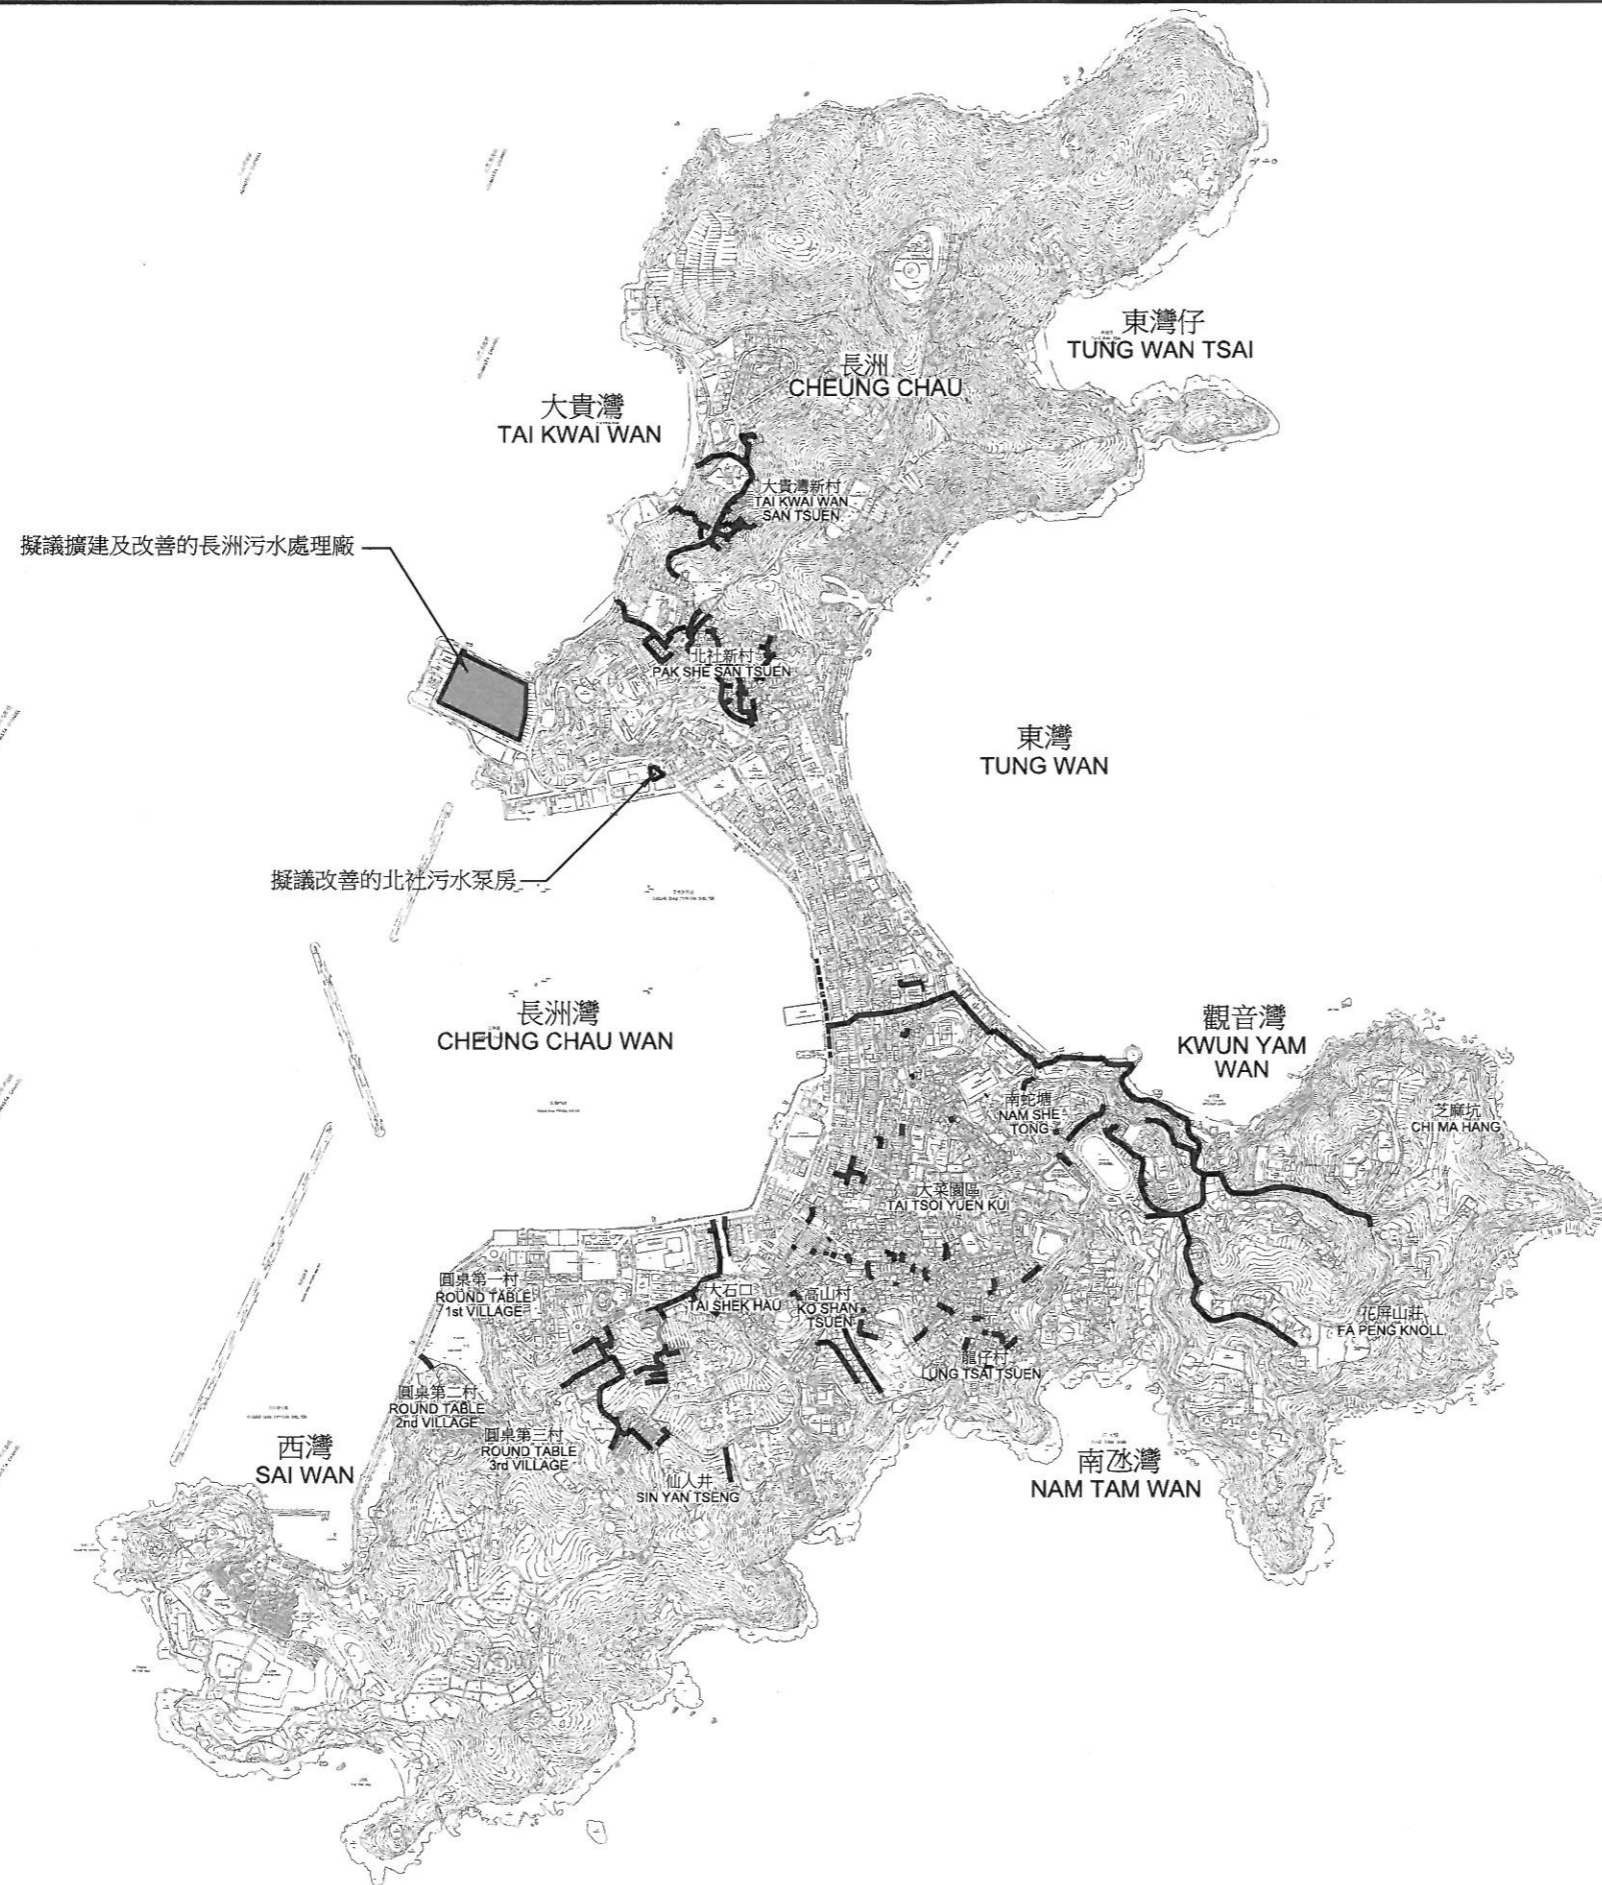 東灣仔
TUNG WAN TSAI
長洲
CHEUNG CHAU
大貴灣
TAI KWAI WAN
大貴灣新村
TAI KWAI WAN
SAN TSUEN
擬議擴建及改善的長洲污水處理廠
北社新村
PAK SHE SAN TSUEN
東灣
TUNG WAN
擬議改善的北社污水泵房
長洲灣
CHEUNG CHAU WAN
觀音灣
KWUN YAM
WAN
南蛇塘
NAM SHE
TONG
芝麻坑
CHI MA HANG
大菜園區
TAI TSOI YUEN KUI
圓桌第一村
ROUND TABLE
1st VILLAGE
大石口
TAI SHEK HAU
高山村
KO SHAN
TSUEN
花屏山莊
FA PENG KNOLL
龍仔村
LUNG TSAI TSUEN
圓桌第二村
ROUND TABLE
2nd VILLAGE
圓桌第三村
ROUND TABLE
3rd VILLAGE
西灣
SAI WAN
仙人井
SIN YAN TSENG
南氹灣
NAM TAM WAN